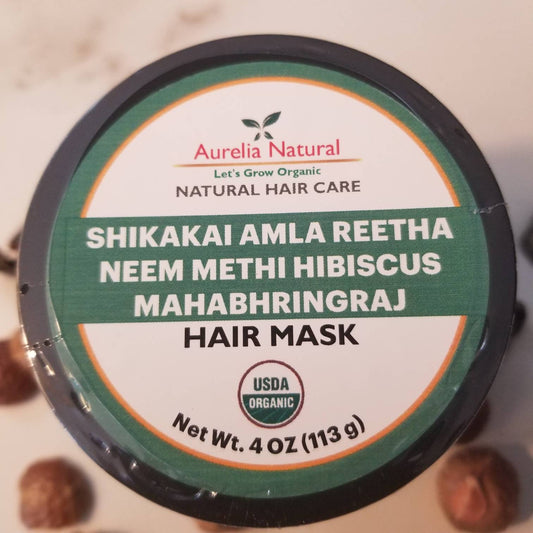 Aurelia Natural
Let's Grow Organic
NATURAL HAIR CARE
SHIKAKAI AMLA REETHA
NEEM METHI HIBISCUS
MAHABHRINGRAJ
HAIR MASK
USDA
ORGANIC
Net Wt. 4 OZ (113 g)